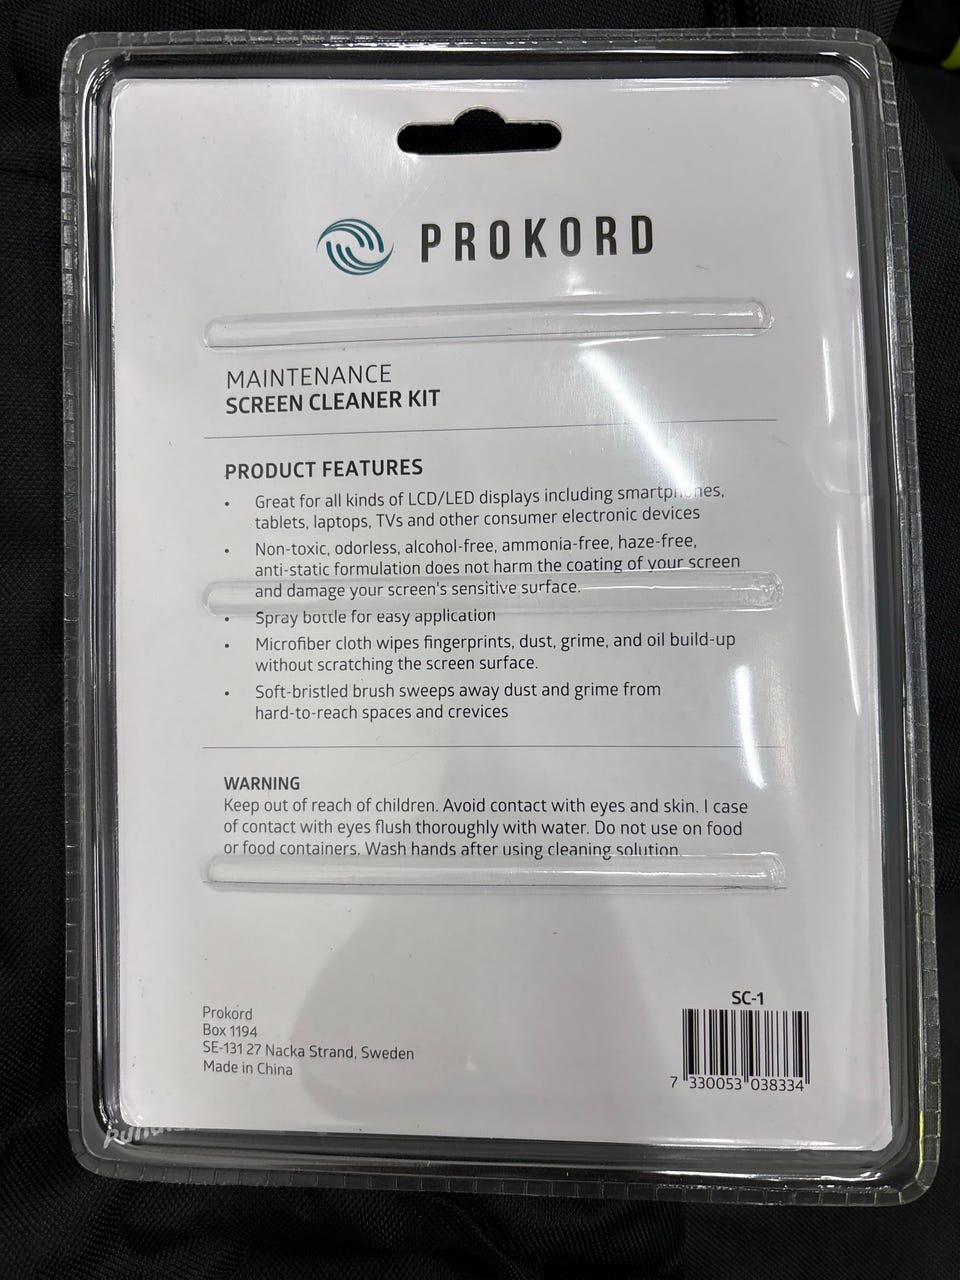 PROKORD
MAINTENANCE
SCREEN CLEANER KIT
PRODUCT FEATURES
• Great for all kinds of LCD/LED displays including smartphones,
tablets, laptops, TVs and other consumer electronic devices
• Non-toxic, odorless, alcohol-free, ammonia-free, haze-free,
anti-static formulation does not harm the coating of your screen
and damage your screen's sensitive surface.
• Spray bottle for easy application
• Microfiber cloth wipes fingerprints, dust, grime, and oil build-up
without scratching the screen surface.
• Soft-bristled brush sweeps away dust and grime from
hard-to-reach spaces and crevices
WARNING
Keep out of reach of children. Avoid contact with eyes and skin. I case
of contact with eyes flush thoroughly with water. Do not use on food
or food containers. Wash hands after using cleaning solution.
Prokord
Box 1194
SE-131 27 Nacka Strand, Sweden
Made in China
SC-1
7 330053 038334